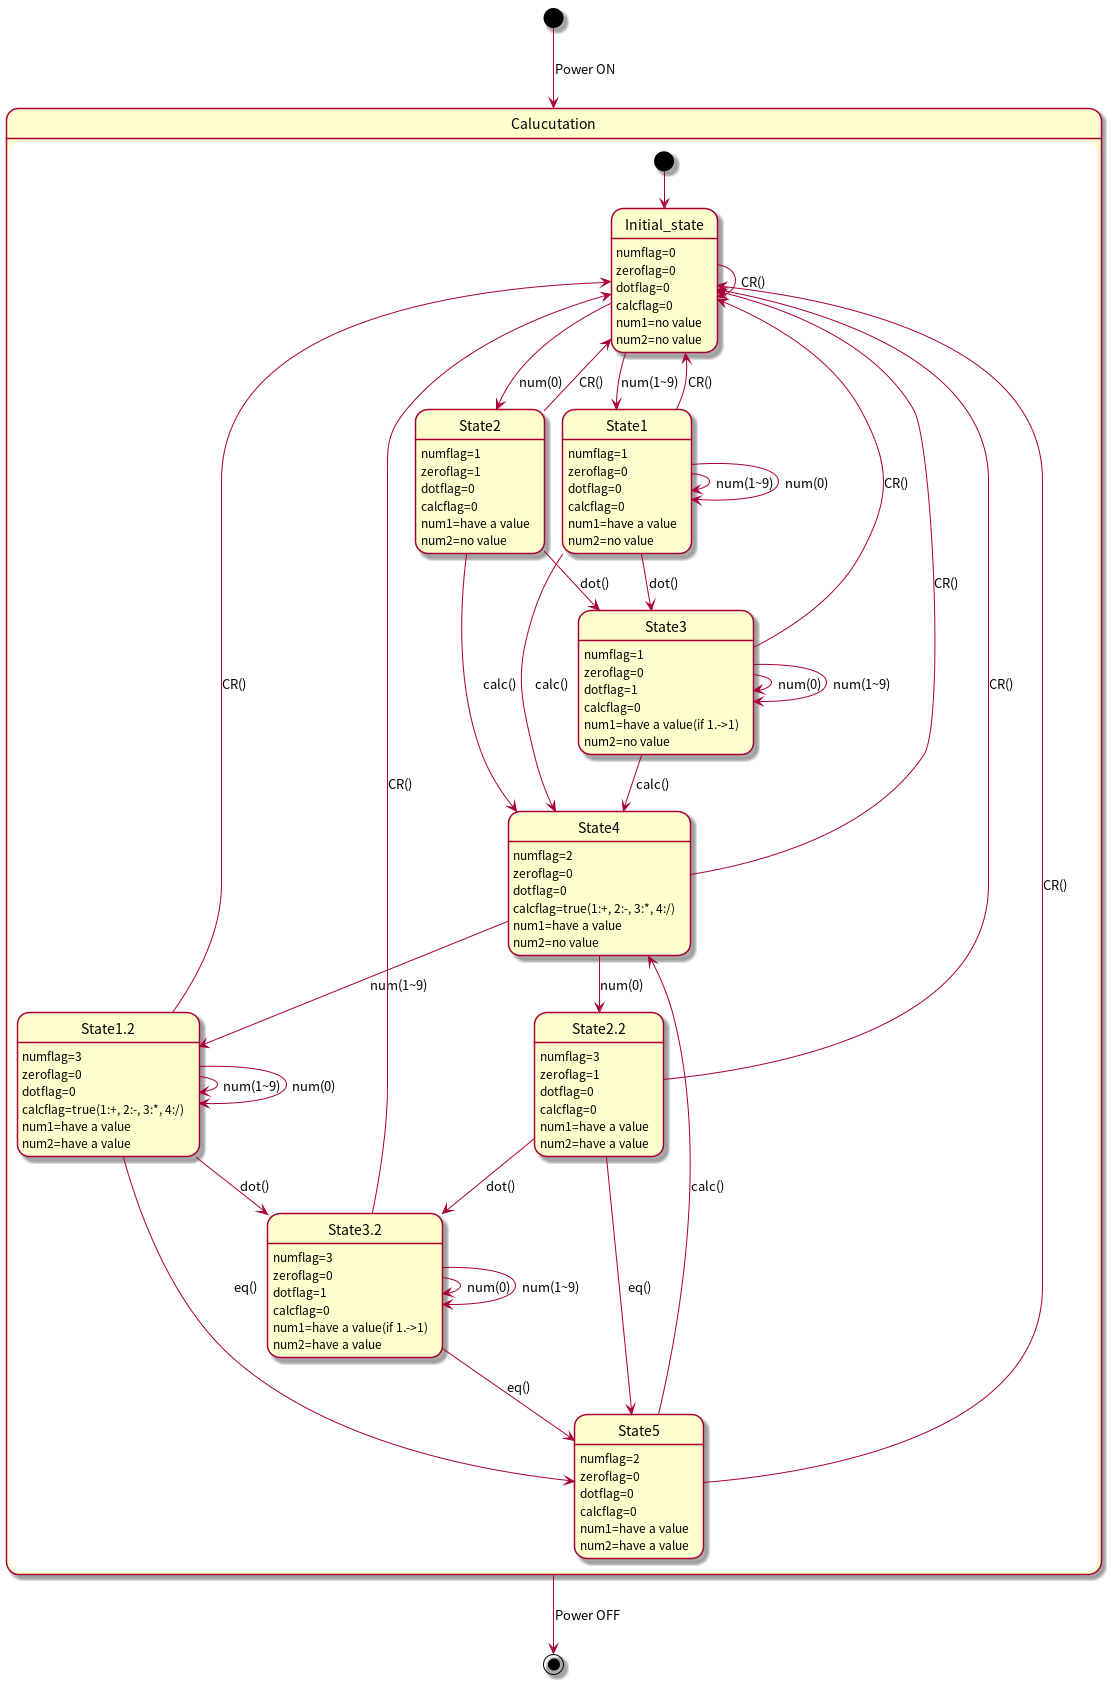 Power ON
Calucutation
Initial_state
numflag=0
zeroflag=0
dotflag=0
calcflag=0
num1=no value
num2=no value
CR()
num(0)
CR()
num(1~9)
CR()
State2
numflag=1
zeroflag=1
dotflag=0
calcflag=0
num1=have a value
num2=no value
State1
numflag=1
zeroflag=0
dotflag=0
calcflag=0
num1=have a value
num2=no value
num(1~9)
num(0)
CR()
dot()
dot()
CR()
State3
numflag=1
zeroflag=0
dotflag=1
calcflag=0
num1=have a value(if 1.->1)
num2=no value
num(0)
num(1~9)
CR()
calc()
calc()
CR()
CR()
calc()
State4
numflag=2
zeroflag=0
dotflag=0
calcflag=true(1:+, 2:-, 3:*, 4:/)
num1=have a value
num2=no value
CR()
num(1~9)
num(0)
State1.2
numflag=3
zeroflag=0
dotflag=0
calcflag=true(1:+, 2:-, 3:*, 4:/)
num1=have a value
num2=have a value
num(1~9)
num(0)
State2.2
numflag=3
zeroflag=1
dotflag=0
calcflag=0
num1=have a value
num2=have a value
dot()
dot()
calc()
State3.2
numflag=3
zeroflag=0
dotflag=1
calcflag=0
num1=have a value(if 1.->1)
num2=have a value
num(0)
num(1~9)
eq()
eq()
eq()
State5
numflag=2
zeroflag=0
dotflag=0
calcflag=0
num1=have a value
num2=have a value
Power OFF